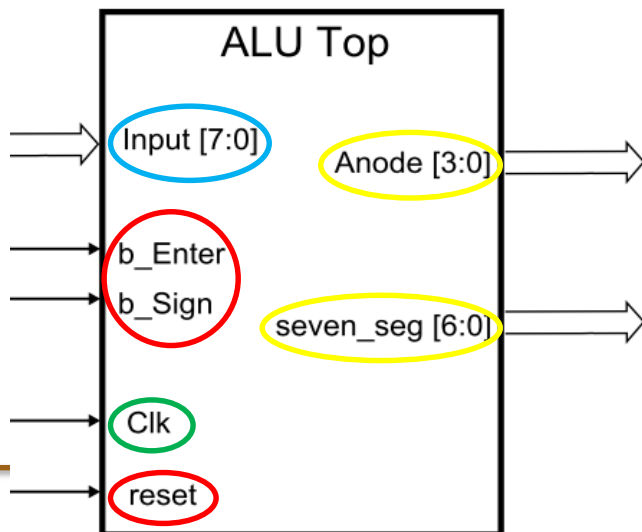 ALU Top
Input [7:0]
Anode [3:0]
b_Enter
b_Sign
seven_seg [6:0]
Clk
reset